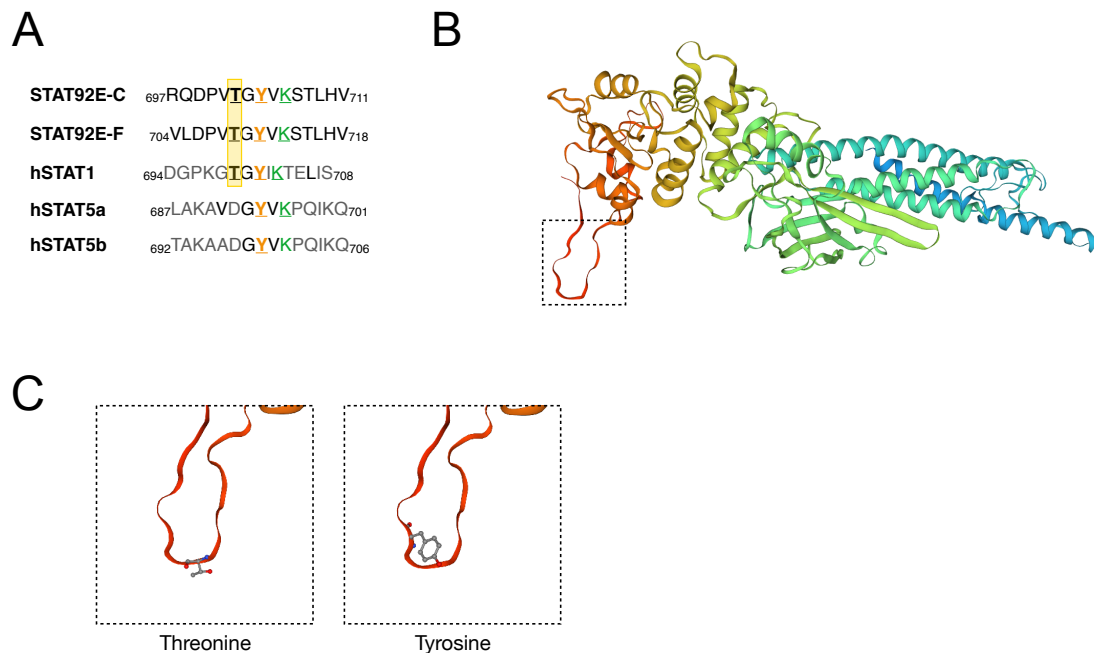 A
B
STAT92E-C 697RQDPVTGYVKSTLHV711
STAT92E-F 704VLDPVTGYVKSTLHV718
hSTAT1 694DGPKGTGYIKTELIS708
hSTAT5a 687LAKAVDGYVKPQIKQ701
hSTAT5b 692TAKAADGYVKPQIKQ706
C
Threonine
Tyrosine